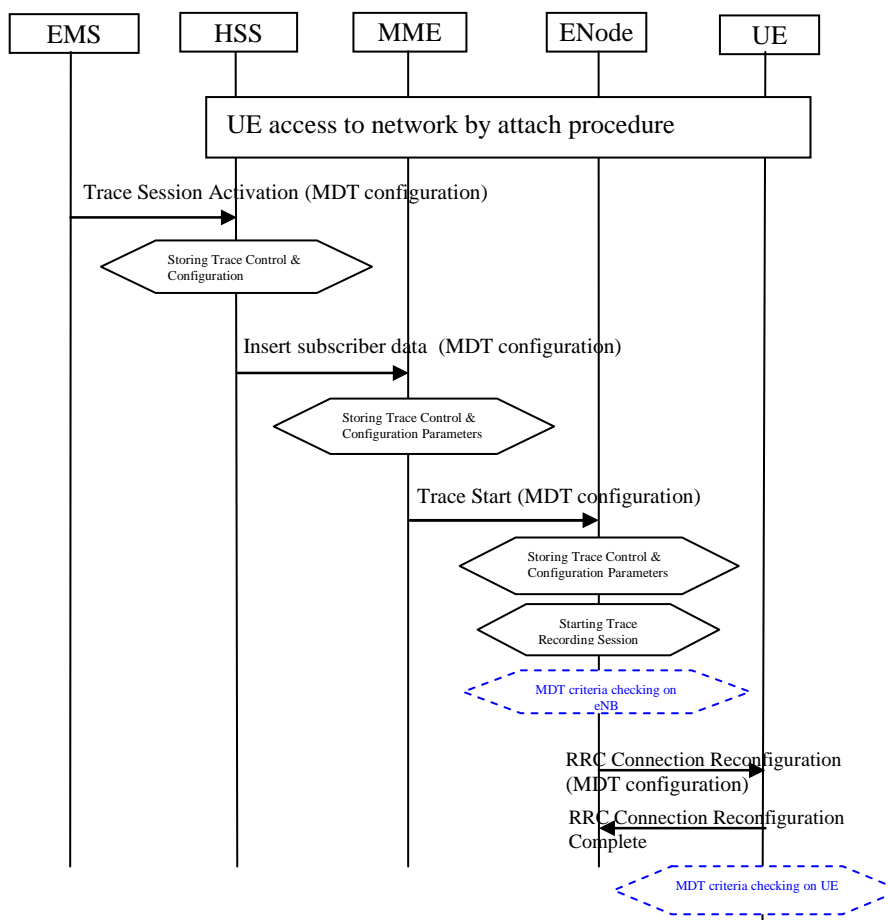 EMS
HSS
MME
ENode
UE
UE access to network by attach procedure
Trace Session Activation (MDT configuration)
Storing Trace Control &
Configuration
Insert subscriber data (MDT configuration)
Storing Trace Control &
Configuration Parameters
Trace Start (MDT configuration)
Storing Trace Control &
Configuration Parameters
Starting Trace
Recording Session
MDT criteria checking on
eNB
RRC Connection Reconfiguration
(MDT configuration)
RRC Connection Reconfiguration
Complete
MDT criteria checking on UE